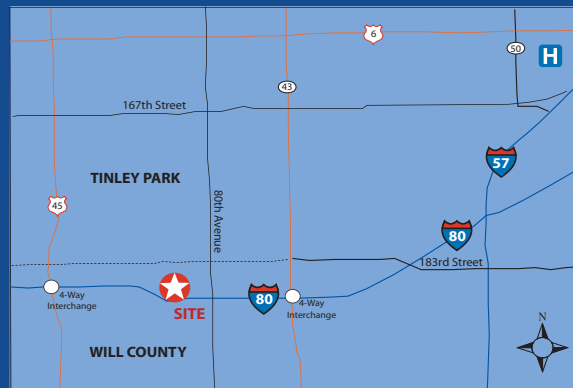 6
50
H
43
167th Street
57
TINLEY PARK
45
80th Avenue
80
183rd Street
4-Way
Interchange
SITE
80
4-Way
Interchange
N
WILL COUNTY